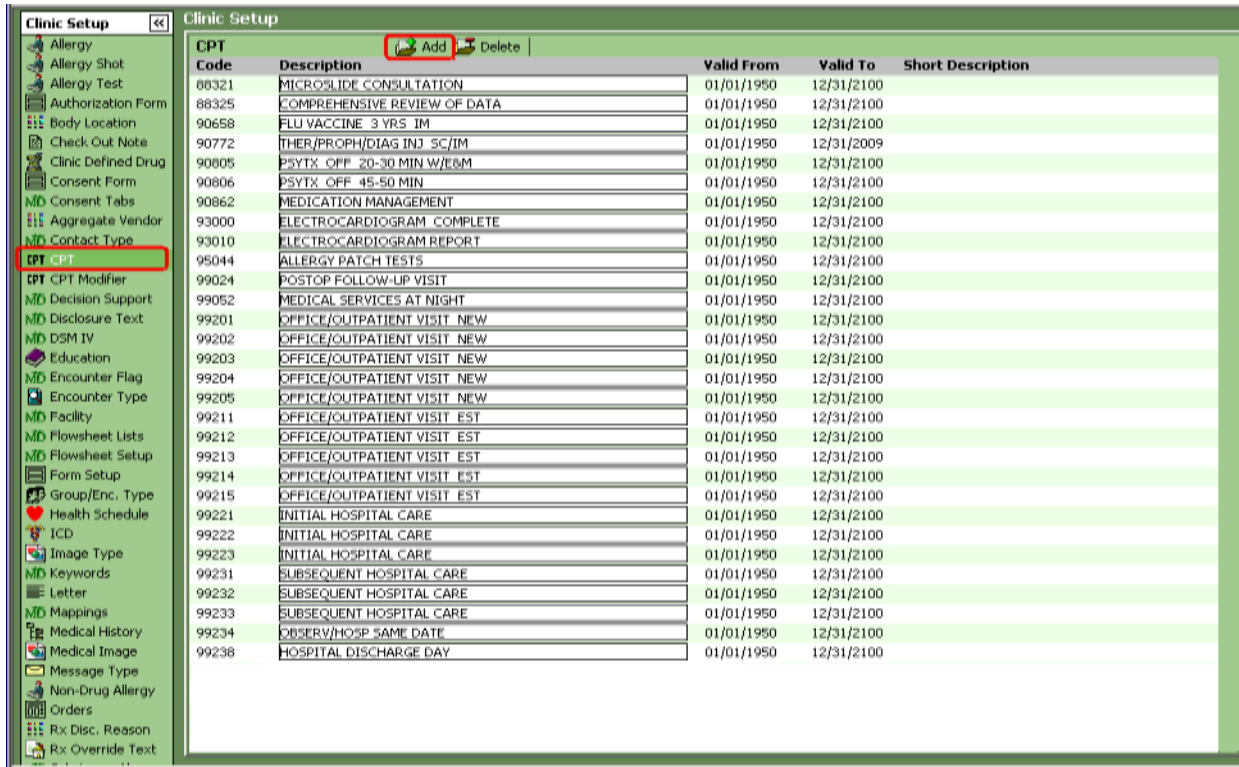 Clinic Setup «
Allergy
Allergy Shot
Allergy Test
Authorization Form
Body Location
Check Out Note
Clinic Defined Drug
Consent Form
MD Consent Tabs
Aggregate Vendor
MD Contact Type
CPT CPT
CPT CPT Modifier
MD Decision Support
MD Disclosure Text
MD DSM IV
Education
MD Encounter Flag
Encounter Type
MD Facility
MD Flowsheet Lists
MD Flowsheet Setup
Form Setup
Group/Enc. Type
Health Schedule
ICD
Image Type
MD Keywords
Letter
MD Mappings
Medical History
Medical Image
Message Type
Non-Drug Allergy
Orders
Rx Disc. Reason
Rx Override Text
Clinic Setup
CPT Add Delete
Code Description Valid From Valid To Short Description
88321 MICROSLIDE CONSULTATION 01/01/1950 12/31/2100
88325 COMPREHENSIVE REVIEW OF DATA 01/01/1950 12/31/2100
90658 FLU VACCINE 3 YRS IM 01/01/1950 12/31/2100
90772 THER/PROPH/DIAG INJ SC/IM 01/01/1950 12/31/2009
90805 PSYTX OFF 20-30 MIN W/E&M 01/01/1950 12/31/2100
90806 PSYTX OFF 45-50 MIN 01/01/1950 12/31/2100
90862 MEDICATION MANAGEMENT 01/01/1950 12/31/2100
93000 ELECTROCARDIOGRAM COMPLETE 01/01/1950 12/31/2100
93010 ELECTROCARDIOGRAM REPORT 01/01/1950 12/31/2100
95044 ALLERGY PATCH TESTS 01/01/1950 12/31/2100
99024 POSTOP FOLLOW-UP VISIT 01/01/1950 12/31/2100
99052 MEDICAL SERVICES AT NIGHT 01/01/1950 12/31/2100
99201 OFFICE/OUTPATIENT VISIT NEW 01/01/1950 12/31/2100
99202 OFFICE/OUTPATIENT VISIT NEW 01/01/1950 12/31/2100
99203 OFFICE/OUTPATIENT VISIT NEW 01/01/1950 12/31/2100
99204 OFFICE/OUTPATIENT VISIT NEW 01/01/1950 12/31/2100
99205 OFFICE/OUTPATIENT VISIT NEW 01/01/1950 12/31/2100
99211 OFFICE/OUTPATIENT VISIT EST 01/01/1950 12/31/2100
99212 OFFICE/OUTPATIENT VISIT EST 01/01/1950 12/31/2100
99213 OFFICE/OUTPATIENT VISIT EST 01/01/1950 12/31/2100
99214 OFFICE/OUTPATIENT VISIT EST 01/01/1950 12/31/2100
99215 OFFICE/OUTPATIENT VISIT EST 01/01/1950 12/31/2100
99221 INITIAL HOSPITAL CARE 01/01/1950 12/31/2100
99222 INITIAL HOSPITAL CARE 01/01/1950 12/31/2100
99223 INITIAL HOSPITAL CARE 01/01/1950 12/31/2100
99231 SUBSEQUENT HOSPITAL CARE 01/01/1950 12/31/2100
99232 SUBSEQUENT HOSPITAL CARE 01/01/1950 12/31/2100
99233 SUBSEQUENT HOSPITAL CARE 01/01/1950 12/31/2100
99234 OBSERV/HOSP SAME DATE 01/01/1950 12/31/2100
99238 HOSPITAL DISCHARGE DAY 01/01/1950 12/31/2100